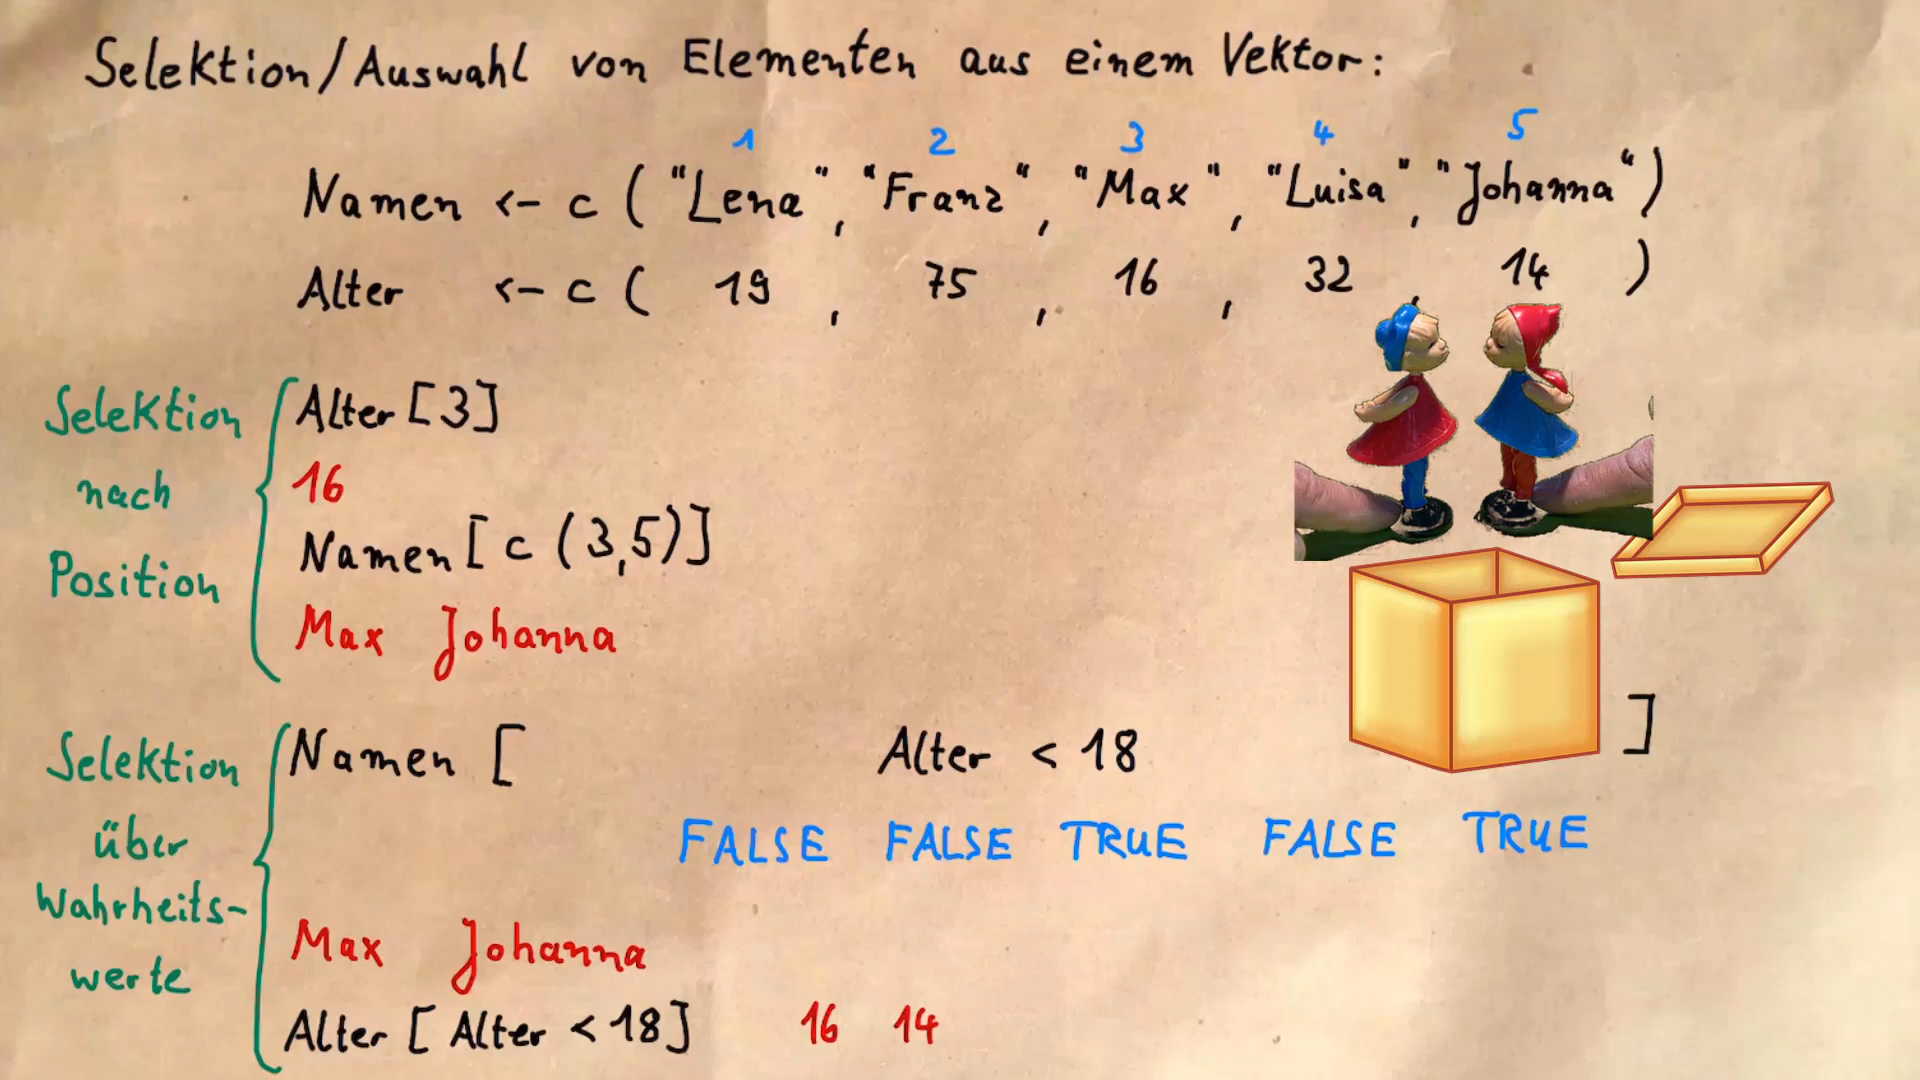 Selektion/Auswahl von Elementen aus einem Vektor:
1 2 3 4 5
Namen <- c ( "Lena", "Franz", "Max", "Luisa", "Johanna" )
Alter <- c ( 19, 75, 16, 32, 14 )
Selektion
nach
Position
Alter [3]
16
Namen [ c (3,5)]
Max Johanna
Selektion
über
Wahrheits-
werte
Namen [ Alter < 18 ]
FALSE FALSE TRUE FALSE TRUE
Max Johanna
Alter [ Alter < 18] 16 14